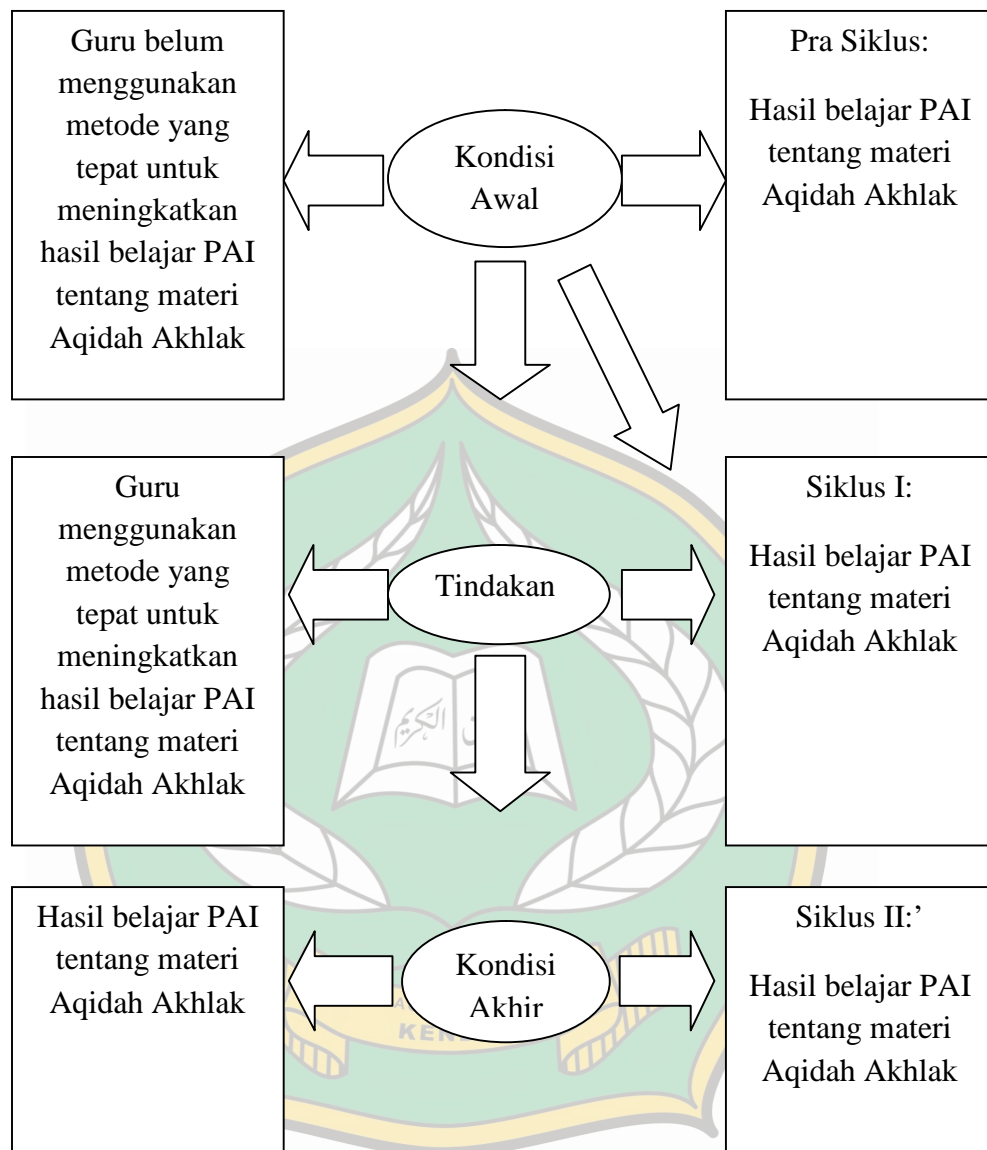 Guru belum
menggunakan
metode yang
tepat untuk
meningkatkan
hasil belajar PAI
tentang materi
Aqidah Akhlak
Kondisi
Awal
Pra Siklus:
Hasil belajar PAI
tentang materi
Aqidah Akhlak
Guru
menggunakan
metode yang
tepat untuk
meningkatkan
hasil belajar PAI
tentang materi
Aqidah Akhlak
Tindakan
Siklus I:
Hasil belajar PAI
tentang materi
Aqidah Akhlak
الكريم
Hasil belajar PAI
tentang materi
Aqidah Akhlak
Kondisi
Akhir
Siklus II:’
Hasil belajar PAI
tentang materi
Aqidah Akhlak